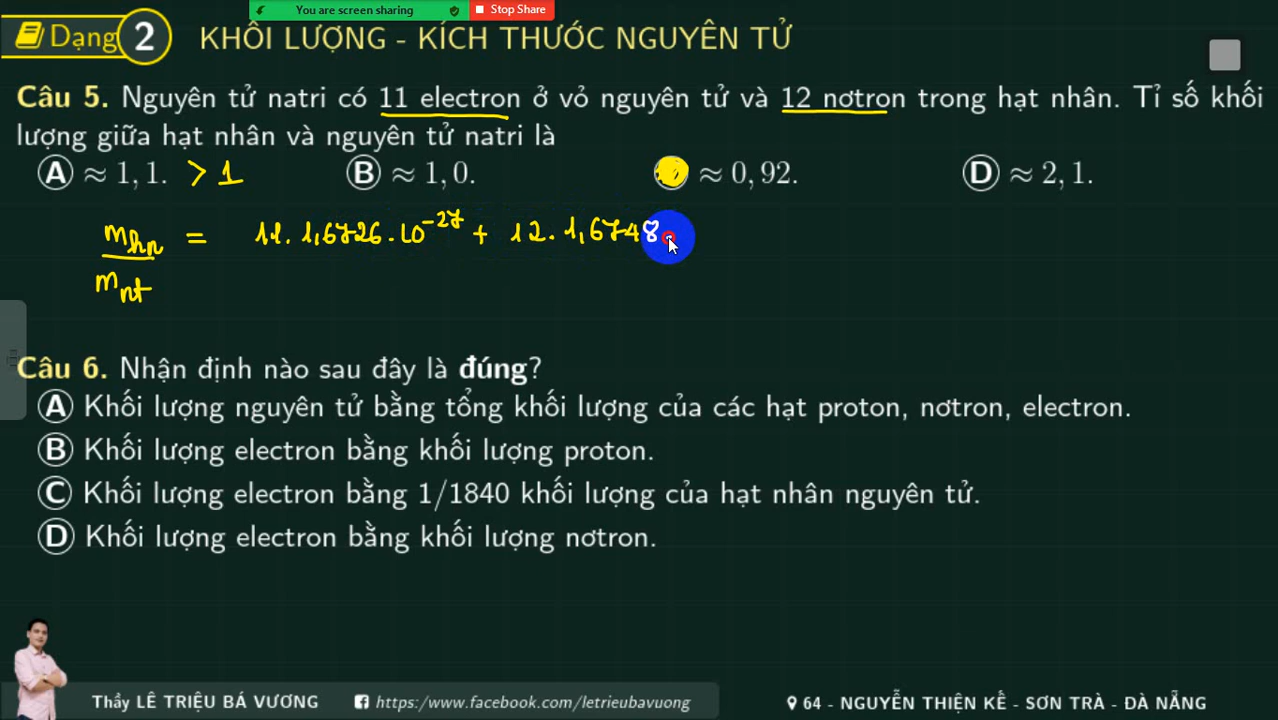 You are screen sharing
Stop Share
Dạng 2 KHỐI LƯỢNG - KÍCH THƯỚC NGUYÊN TỬ
Câu 5. Nguyên tử natri có 11 electron ở vỏ nguyên tử và 12 nơtron trong hạt nhân. Tỉ số khối
lượng giữa hạt nhân và nguyên tử natri là
A ≈ 1, 1. > 1 B ≈ 1, 0. ≈ 0, 92. D ≈ 2, 1.
m_hn / m_nt = 11. 1,6726.10^-27 + 12. 1,6748
Câu 6. Nhận định nào sau đây là đúng?
A Khối lượng nguyên tử bằng tổng khối lượng của các hạt proton, nơtron, electron.
B Khối lượng electron bằng khối lượng proton.
C Khối lượng electron bằng 1/1840 khối lượng của hạt nhân nguyên tử.
D Khối lượng electron bằng khối lượng nơtron.
Thầy LÊ TRIỆU BÁ VƯƠNG https://www.facebook.com/letrieubavuong 64 - NGUYỄN THIỆN KẾ - SƠN TRÀ - ĐÀ NẴNG